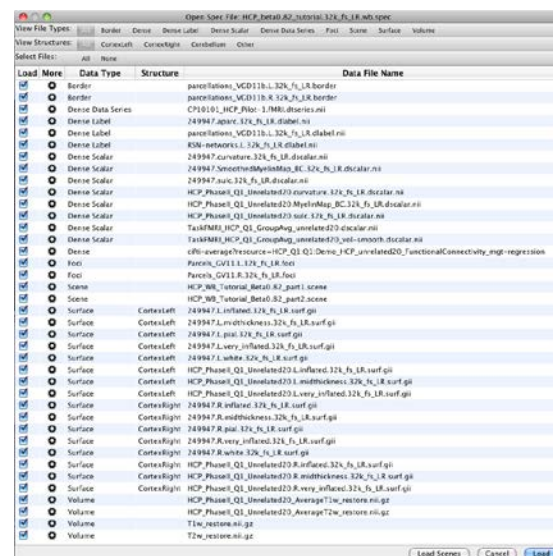 Open Spec File: HCP_beta0.82_tutorial.32k_fs_LR.wb.spec
View File Types: Border Dense Dense Label Dense Scalar Dense Data Series Foci Scene Surface Volume
View Structures: CortexLeft CortexRight Cerebellum Other
Select Files: All None
Load More Data Type Structure Data File Name
Border parcellations_VGD11b.L.32k_fs_LR.border
Border parcellations_VGD11b.R.32k_fs_LR.border
Dense Data Series CP10101_HCP_Pilot-1.fMRI.dtseries.nii
Dense Label 249947.aparc.32k_fs_LR.dlabel.nii
Dense Label parcellations_VGD11b.L.32k_fs_LR.dlabel.nii
Dense Label RSN-networks.L.32k_fs_LR.dlabel.nii
Dense Scalar 249947.curvature.32k_fs_LR.dscalar.nii
Dense Scalar 249947.SmoothedMyelinMap_BC.32k_fs_LR.dscalar.nii
Dense Scalar 249947.sulc.32k_fs_LR.dscalar.nii
Dense Scalar HCP_PhaseII_Q1_Unrelated20.curvature.32k_fs_LR.dscalar.nii
Dense Scalar HCP_PhaseII_Q1_Unrelated20.MyelinMap_BC.32k_fs_LR.dscalar.nii
Dense Scalar HCP_PhaseII_Q1_Unrelated20.sulc.32k_fs_LR.dscalar.nii
Dense Scalar TaskFMRI_HCP_Q1_GroupAvg_unrelated20.dscalar.nii
Dense Scalar TaskFMRI_HCP_Q1_GroupAvg_unrelated20_vol-smooth.dscalar.nii
Dense cifti-average?resource=HCP_Q1:Q1:Demo_HCP_unrelated20_FunctionalConnectivity_mgt-regression
Foci Parcels_GV11.L.32k_fs_LR.foci
Foci Parcels_GV11.R.32k_fs_LR.foci
Scene HCP_WB_Tutorial_Beta0.82_part1.scene
Scene HCP_WB_Tutorial_Beta0.82_part2.scene
Surface CortexLeft 249947.L.inflated.32k_fs_LR.surf.gii
Surface CortexLeft 249947.L.midthickness.32k_fs_LR.surf.gii
Surface CortexLeft 249947.L.pial.32k_fs_LR.surf.gii
Surface CortexLeft 249947.L.very_inflated.32k_fs_LR.surf.gii
Surface CortexLeft 249947.L.white.32k_fs_LR.surf.gii
Surface CortexLeft HCP_PhaseII_Q1_Unrelated20.L.inflated.32k_fs_LR.surf.gii
Surface CortexLeft HCP_PhaseII_Q1_Unrelated20.L.midthickness.32k_fs_LR.surf.gii
Surface CortexLeft HCP_PhaseII_Q1_Unrelated20.L.very_inflated.32k_fs_LR.surf.gii
Surface CortexRight 249947.R.inflated.32k_fs_LR.surf.gii
Surface CortexRight 249947.R.midthickness.32k_fs_LR.surf.gii
Surface CortexRight 249947.R.pial.32k_fs_LR.surf.gii
Surface CortexRight 249947.R.very_inflated.32k_fs_LR.surf.gii
Surface CortexRight 249947.R.white.32k_fs_LR.surf.gii
Surface CortexRight HCP_PhaseII_Q1_Unrelated20.R.inflated.32k_fs_LR.surf.gii
Surface CortexRight HCP_PhaseII_Q1_Unrelated20.R.midthickness.32k_fs_LR.surf.gii
Surface CortexRight HCP_PhaseII_Q1_Unrelated20.R.very_inflated.32k_fs_LR.surf.gii
Volume HCP_PhaseII_Q1_Unrelated20_AverageT1w_restore.nii.gz
Volume HCP_PhaseII_Q1_Unrelated20_AverageT2w_restore.nii.gz
Volume T1w_restore.nii.gz
Volume T2w_restore.nii.gz
Load Scenes Cancel Load